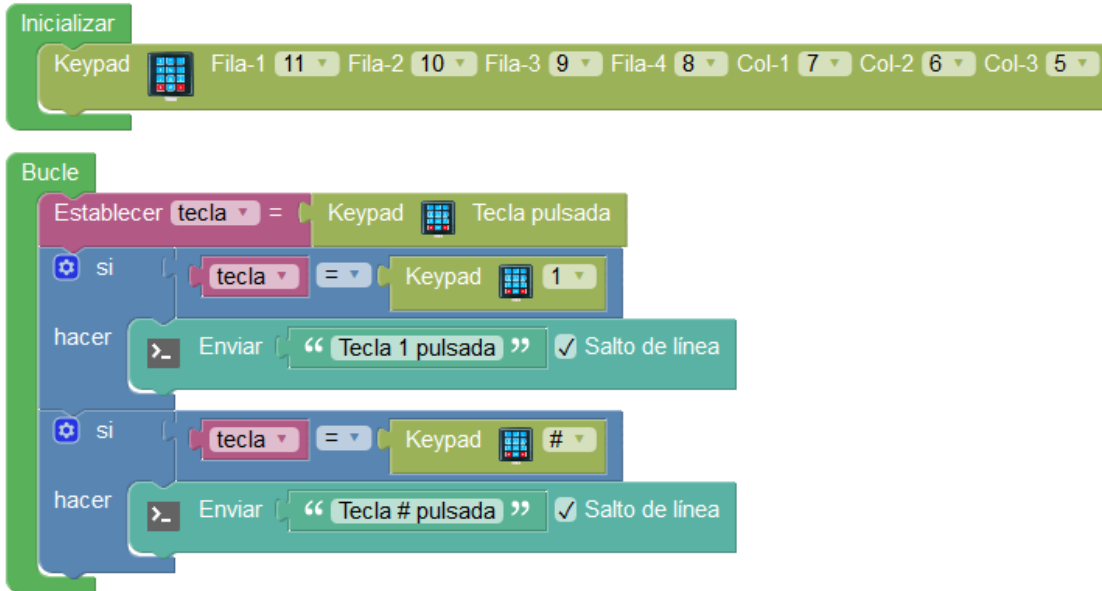 Inicializar
Keypad Fila-1 11 Fila-2 10 Fila-3 9 Fila-4 8 Col-1 7 Col-2 6 Col-3 5
Bucle
Establecer tecla = Keypad Tecla pulsada
si tecla = Keypad 1
hacer >_ Enviar “ Tecla 1 pulsada ” ✓ Salto de línea
si tecla = Keypad #
hacer >_ Enviar “ Tecla # pulsada ” ✓ Salto de línea